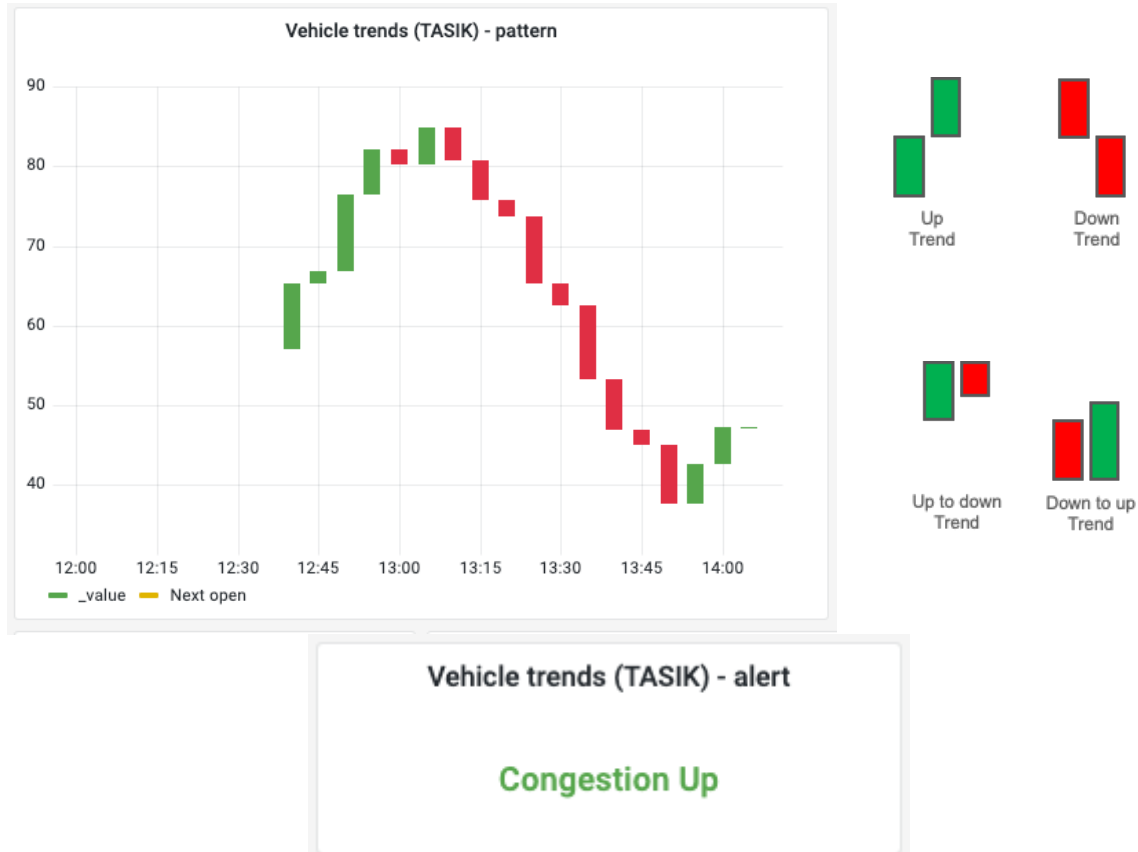 Vehicle trends (TASIK) - pattern
90
80
70
60
50
40
12:00 12:15 12:30 12:45 13:00 13:15 13:30 13:45 14:00
_value Next open
Up
Trend
Down
Trend
Up to down
Trend
Down to up
Trend
Vehicle trends (TASIK) - alert
Congestion Up